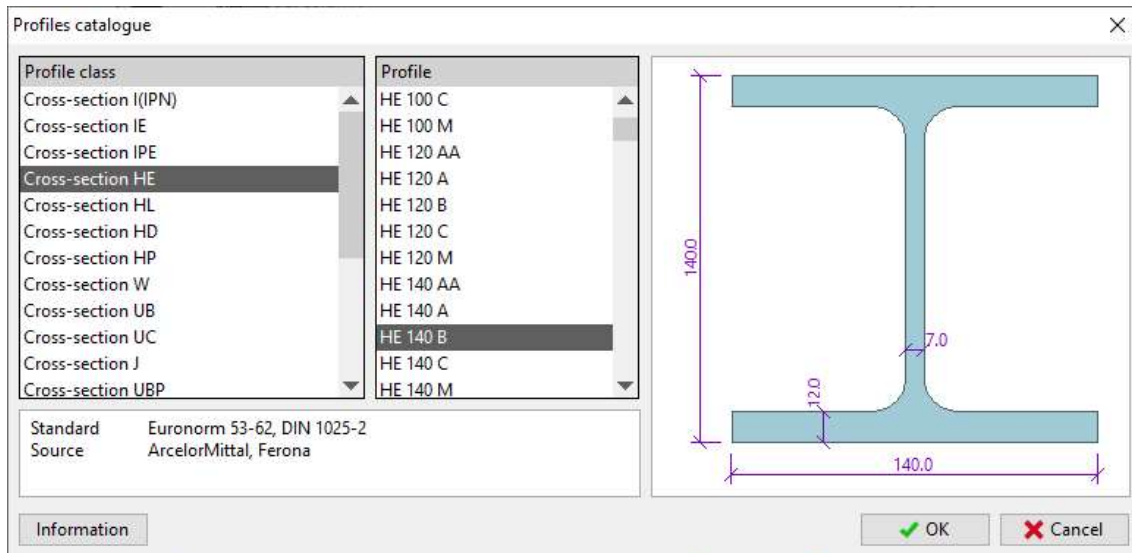 Profiles catalogue
Profile class
Cross-section I(IPN)
Cross-section IE
Cross-section IPE
Cross-section HE
Cross-section HL
Cross-section HD
Cross-section HP
Cross-section W
Cross-section UB
Cross-section UC
Cross-section J
Cross-section UBP
Profile
HE 100 C
HE 100 M
HE 120 AA
HE 120 A
HE 120 B
HE 120 C
HE 120 M
HE 140 AA
HE 140 A
HE 140 B
HE 140 C
HE 140 M
140.0
7.0
12.0
140.0
Standard Euronorm 53-62, DIN 1025-2
Source ArcelorMittal, Ferona
Information
OK
Cancel